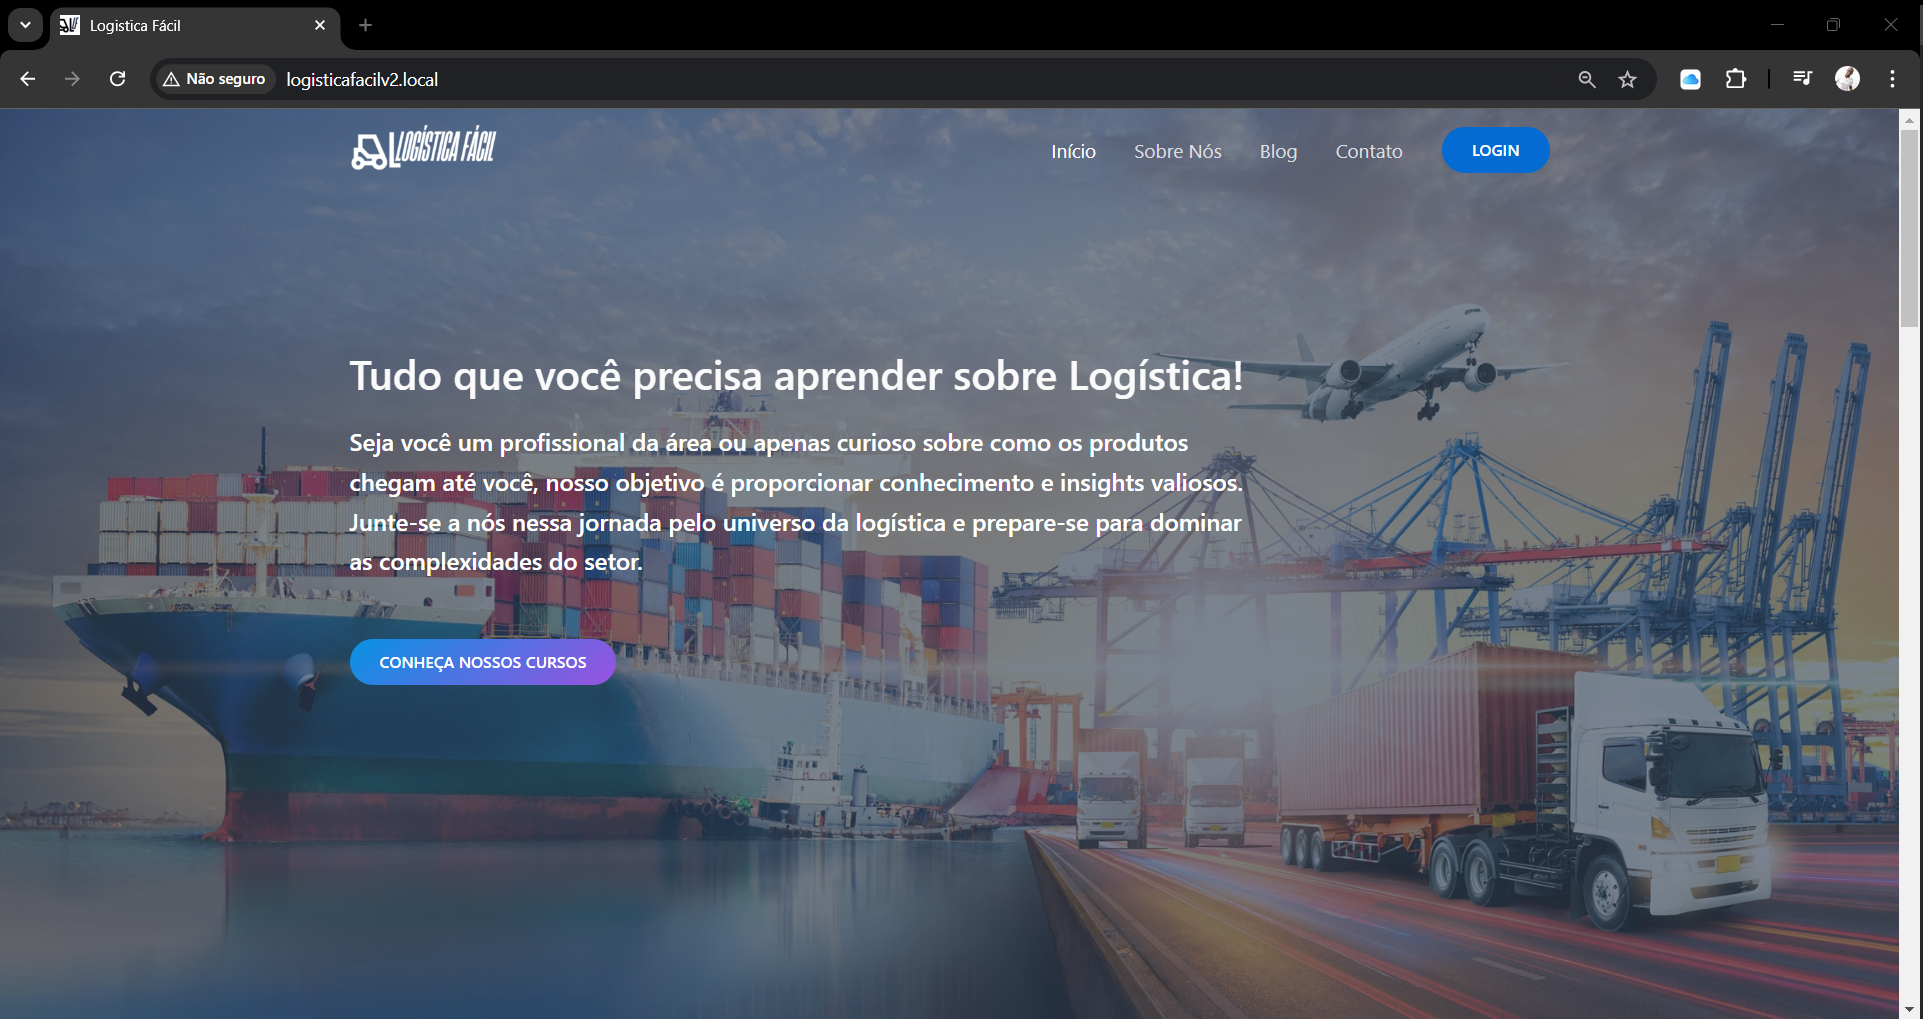 Logistica Fácil
Não seguro
logisticafacilv2.local
LOGÍSTICA FÁCIL
Início
Sobre Nós
Blog
Contato
LOGIN
Tudo que você precisa aprender sobre Logística!
Seja você um profissional da área ou apenas curioso sobre como os produtos
chegam até você, nosso objetivo é proporcionar conhecimento e insights valiosos.
Junte-se a nós nessa jornada pelo universo da logística e prepare-se para dominar
as complexidades do setor.
CONHEÇA NOSSOS CURSOS